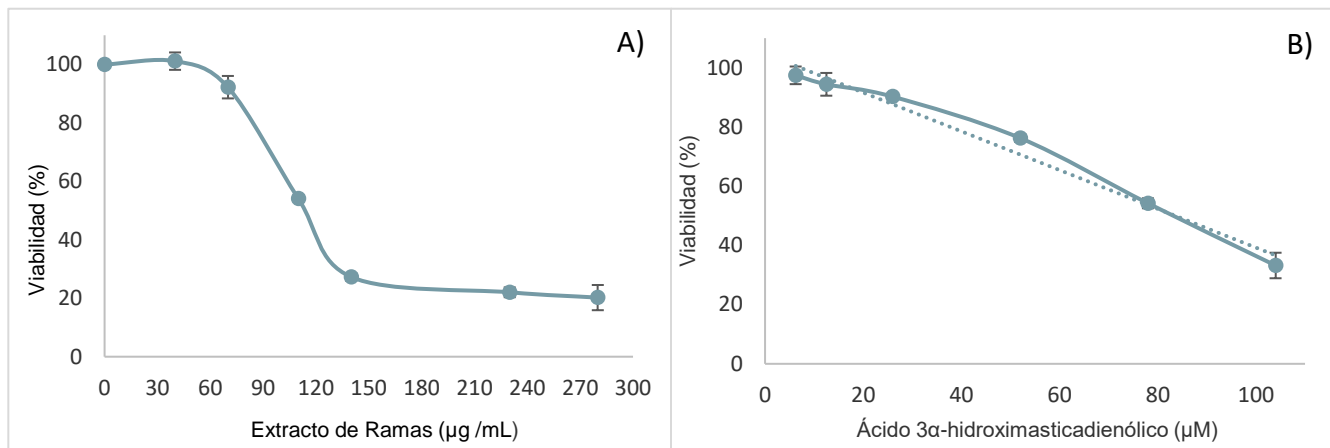 A)
Viabilidad (%)
100
80
60
40
20
0
0 30 60 90 120 150 180 210 240 270 300
Extracto de Ramas (µg /mL)
B)
Viabilidad (%)
100
80
60
40
20
0
0 20 40 60 80 100
Ácido 3α-hidroximasticadienólico (µM)